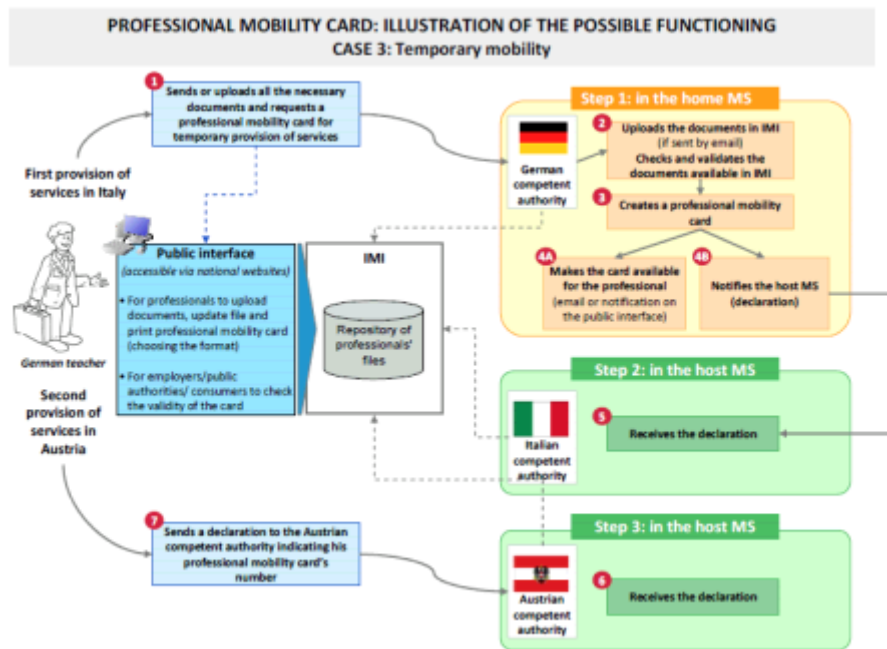 PROFESSIONAL MOBILITY CARD: ILLUSTRATION OF THE POSSIBLE FUNCTIONING
CASE 3: Temporary mobility
1
Sends or uploads all the necessary
documents and requests a
professional mobility card for
temporary provision of services
First provision of
services in Italy
German teacher
Second
provision of
services in
Austria
Public interface
(accessible via national websites)
• For professionals to upload
documents, update file and
print professional mobility card
(choosing the format)
• For employers/public
authorities/ consumers to check
the validity of the card
IMI
Repository of
professionals'
files
Step 1: in the home MS
German
competent
authority
2
Uploads the documents in IMI
(if sent by email)
Checks and validates the
documents available in IMI
3
Creates a professional mobility
card
4A
Makes the card available
for the professional
(email or notification on
the public interface)
4B
Notifies the host MS
(declaration)
Step 2: in the host MS
Italian
competent
authority
5
Receives the declaration
7
Sends a declaration to the Austrian
competent authority indicating his
professional mobility card's
number
Step 3: in the host MS
Austrian
competent
authority
6
Receives the declaration